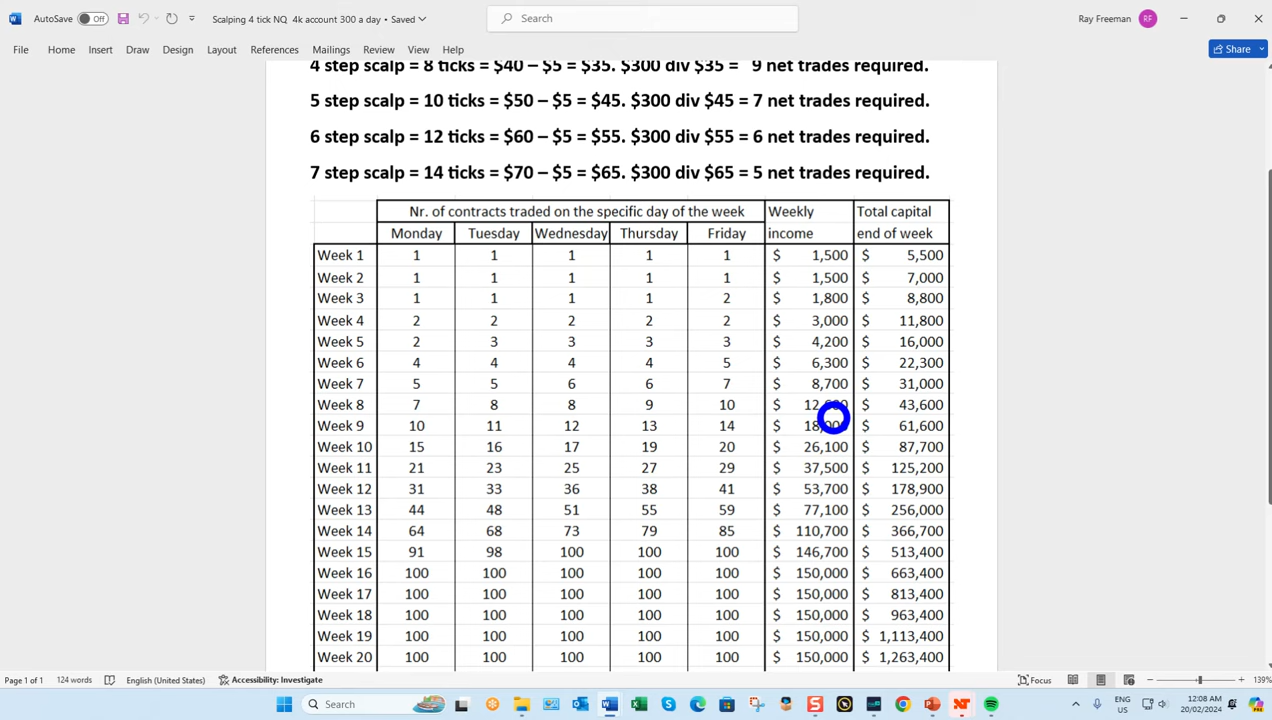 AutoSave Off Scalping 4 tick NQ 4k account 300 a day • Saved Search Ray Freeman RF
File Home Insert Draw Design Layout References Mailings Review View Help Share
4 step scalp = 8 ticks = $40 – $5 = $35. $300 div $35 = 9 net trades required.
5 step scalp = 10 ticks = $50 – $5 = $45. $300 div $45 = 7 net trades required.
6 step scalp = 12 ticks = $60 – $5 = $55. $300 div $55 = 6 net trades required.
7 step scalp = 14 ticks = $70 – $5 = $65. $300 div $65 = 5 net trades required.
Nr. of contracts traded on the specific day of the week Weekly Total capital
Monday Tuesday Wednesday Thursday Friday income end of week
Week 1 1 1 1 1 1 $ 1,500 $ 5,500
Week 2 1 1 1 1 1 $ 1,500 $ 7,000
Week 3 1 1 1 1 2 $ 1,800 $ 8,800
Week 4 2 2 2 2 2 $ 3,000 $ 11,800
Week 5 2 3 3 3 3 $ 4,200 $ 16,000
Week 6 4 4 4 4 5 $ 6,300 $ 22,300
Week 7 5 5 6 6 7 $ 8,700 $ 31,000
Week 8 7 8 8 9 10 $ $ 43,600
Week 9 10 11 12 13 14 $ $ 61,600
Week 10 15 16 17 19 20 $ 26,100 $ 87,700
Week 11 21 23 25 27 29 $ 37,500 $ 125,200
Week 12 31 33 36 38 41 $ 53,700 $ 178,900
Week 13 44 48 51 55 59 $ 77,100 $ 256,000
Week 14 64 68 73 79 85 $ 110,700 $ 366,700
Week 15 91 98 100 100 100 $ 146,700 $ 513,400
Week 16 100 100 100 100 100 $ 150,000 $ 663,400
Week 17 100 100 100 100 100 $ 150,000 $ 813,400
Week 18 100 100 100 100 100 $ 150,000 $ 963,400
Week 19 100 100 100 100 100 $ 150,000 $ 1,113,400
Week 20 100 100 100 100 100 $ 150,000 $ 1,263,400
Page 1 of 1 124 words English (United States) Accessibility: Investigate Focus 139%
Search ENG US 12:08 AM 20/02/2024